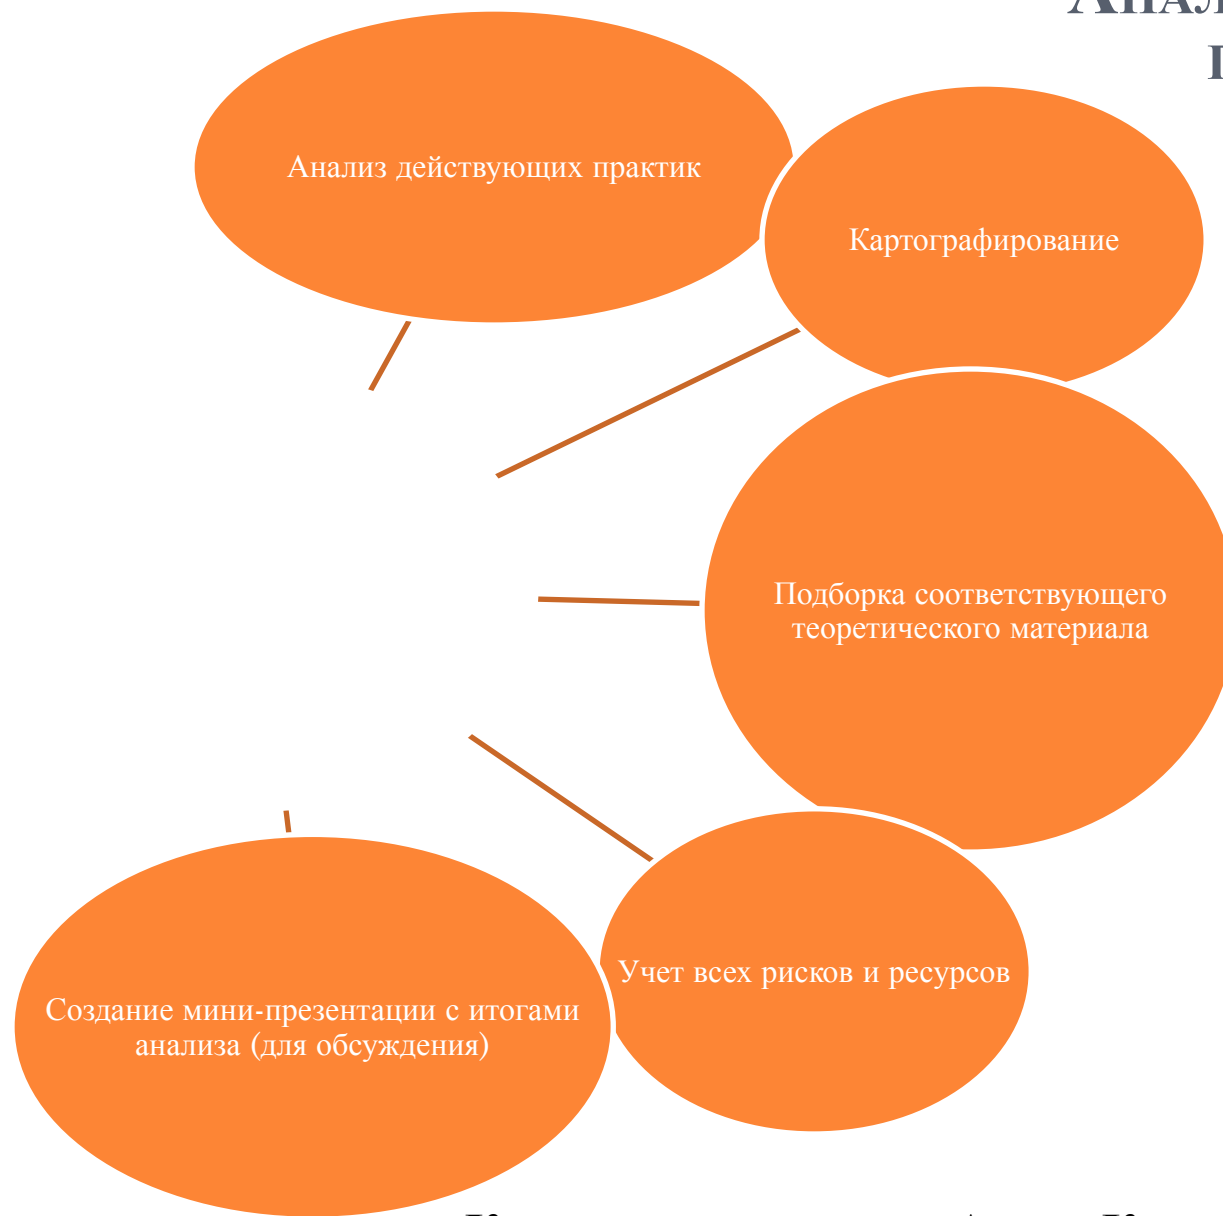 Анализ действующих практик
Картографирование
Подборка соответствующего
теоретического материала
Учет всех рисков и ресурсов
Создание мини-презентации с итогами
анализа (для обсуждения)